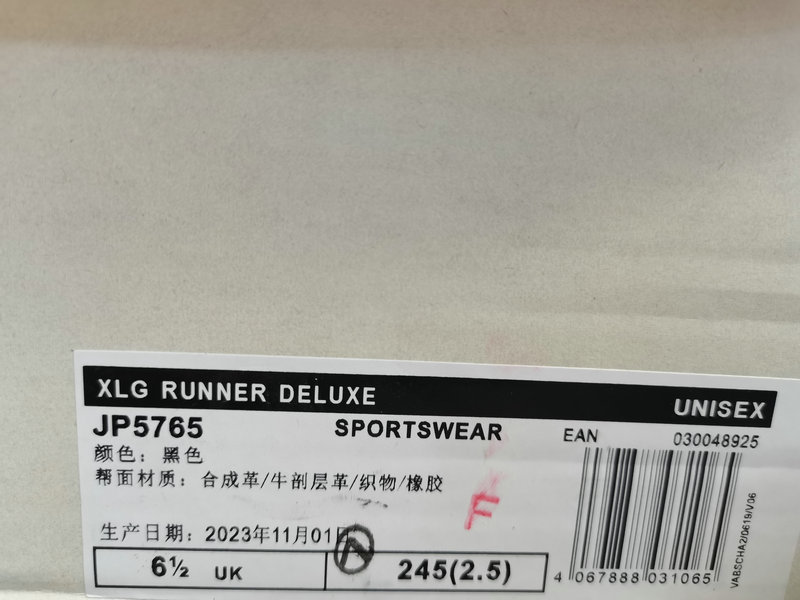 XLG RUNNER DELUXE
UNISEX
JP5765
SPORTSWEAR
EAN
030048925
颜色：黑色
帮面材质：合成革/牛剖层革/织物/橡胶
F
生产日期：2023年11月01日
6½ UK
245(2.5)
4 067888 031065
VABSCHA2/0619/V06